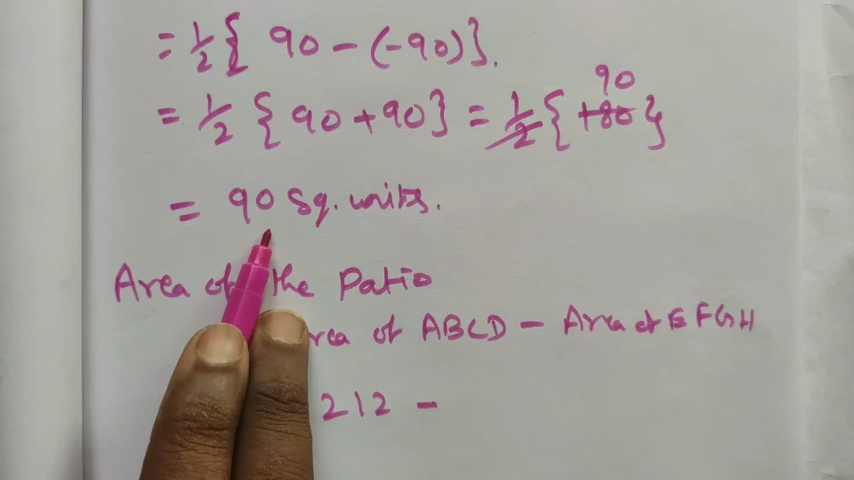 = 1/2 { 90 - (-90) }.
90
= 1/2 { 90 + 90 } = 1/2 { 180 }
= 90 Sq. units.
Area of the Patio
rea of ABCD - Area of EFGH
212 -